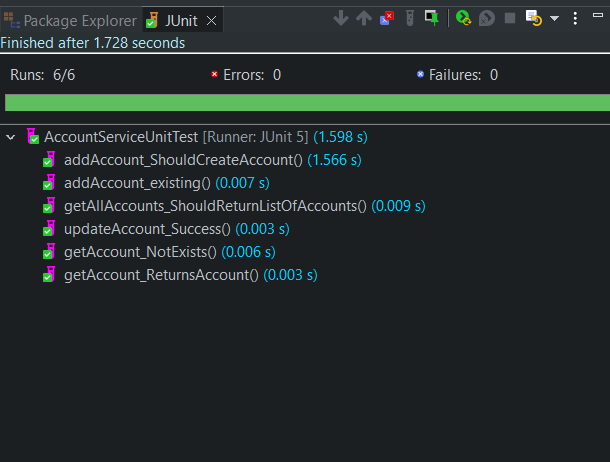 Package Explorer JUnit
Finished after 1.728 seconds
Runs: 6/6 Errors: 0 Failures: 0
AccountServiceUnitTest [Runner: JUnit 5] (1.598 s)
addAccount_ShouldCreateAccount() (1.566 s)
addAccount_existing() (0.007 s)
getAllAccounts_ShouldReturnListOfAccounts() (0.009 s)
updateAccount_Success() (0.003 s)
getAccount_NotExists() (0.006 s)
getAccount_ReturnsAccount() (0.003 s)